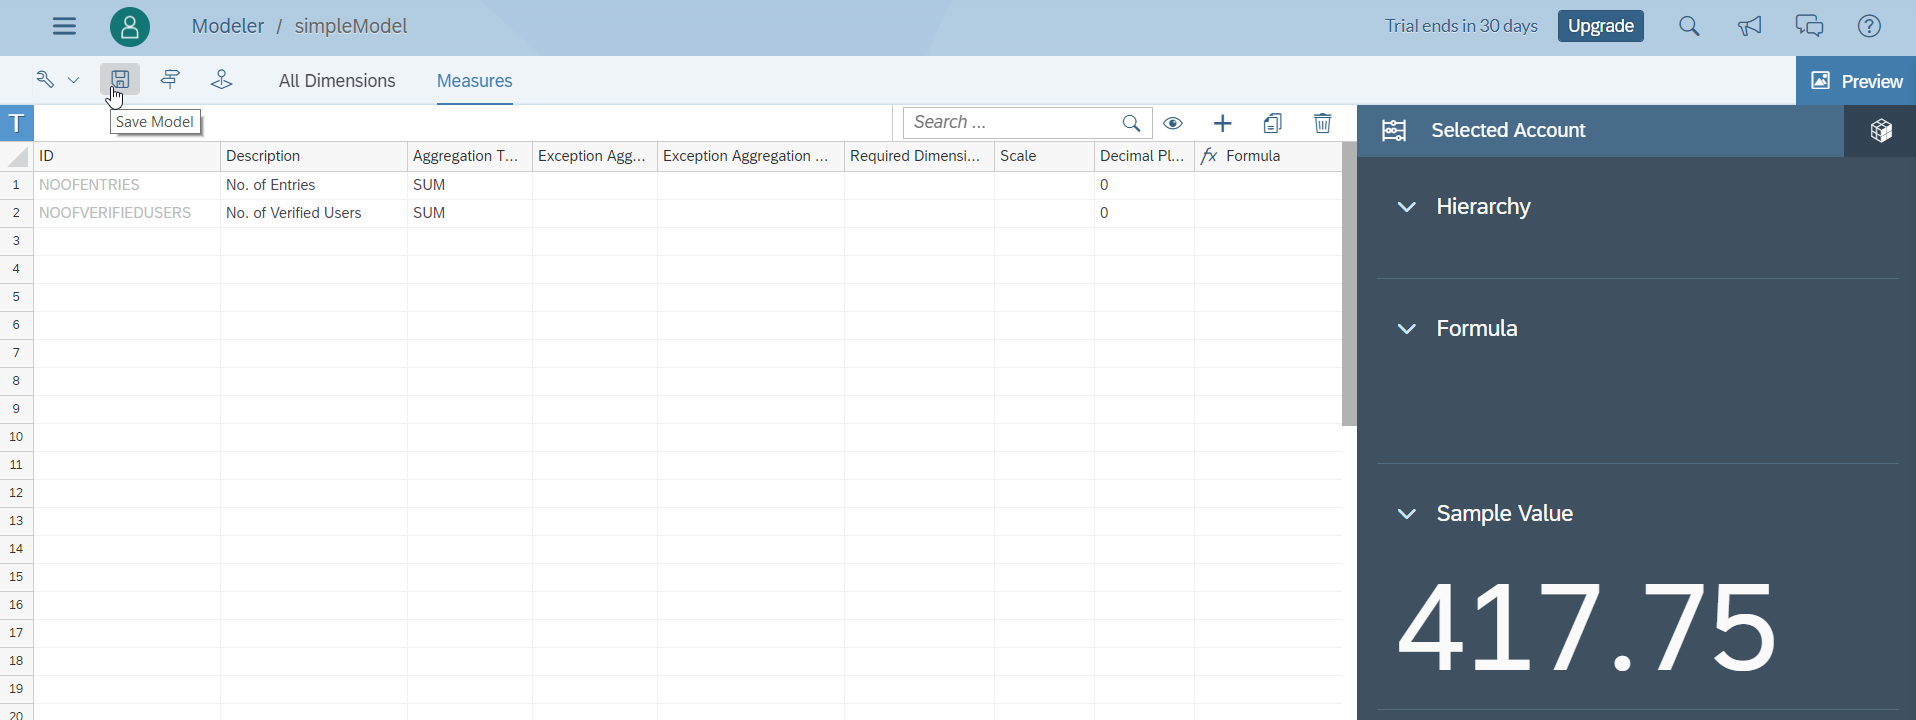 Modeler / simpleModel
Trial ends in 30 days
Upgrade
All Dimensions
Measures
Preview
Save Model
T
Search ...
Selected Account
ID
Description
Aggregation T...
Exception Agg...
Exception Aggregation ...
Required Dimensi...
Scale
Decimal Pl...
fx Formula
1 NOOFENTRIES No. of Entries SUM 0
2 NOOFVERIFIEDUSERS No. of Verified Users SUM 0
3
4
5
6
7
8
9
10
11
12
13
14
15
16
17
18
19
20
Hierarchy
Formula
Sample Value
417.75